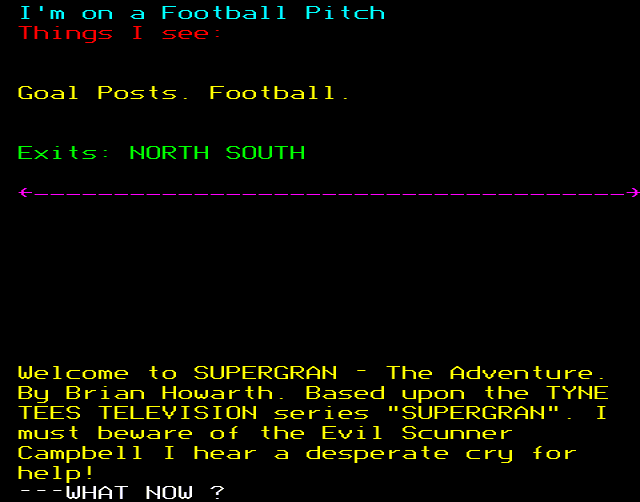 I'm on a Football Pitch
Things I see:
Goal Posts. Football.
Exits: NORTH SOUTH
Welcome to SUPERGRAN - The Adventure.
By Brian Howarth. Based upon the TYNE
TEES TELEVISION series "SUPERGRAN". I
must beware of the Evil Scunner
Campbell I hear a desperate cry for
help!
---WHAT NOW ?